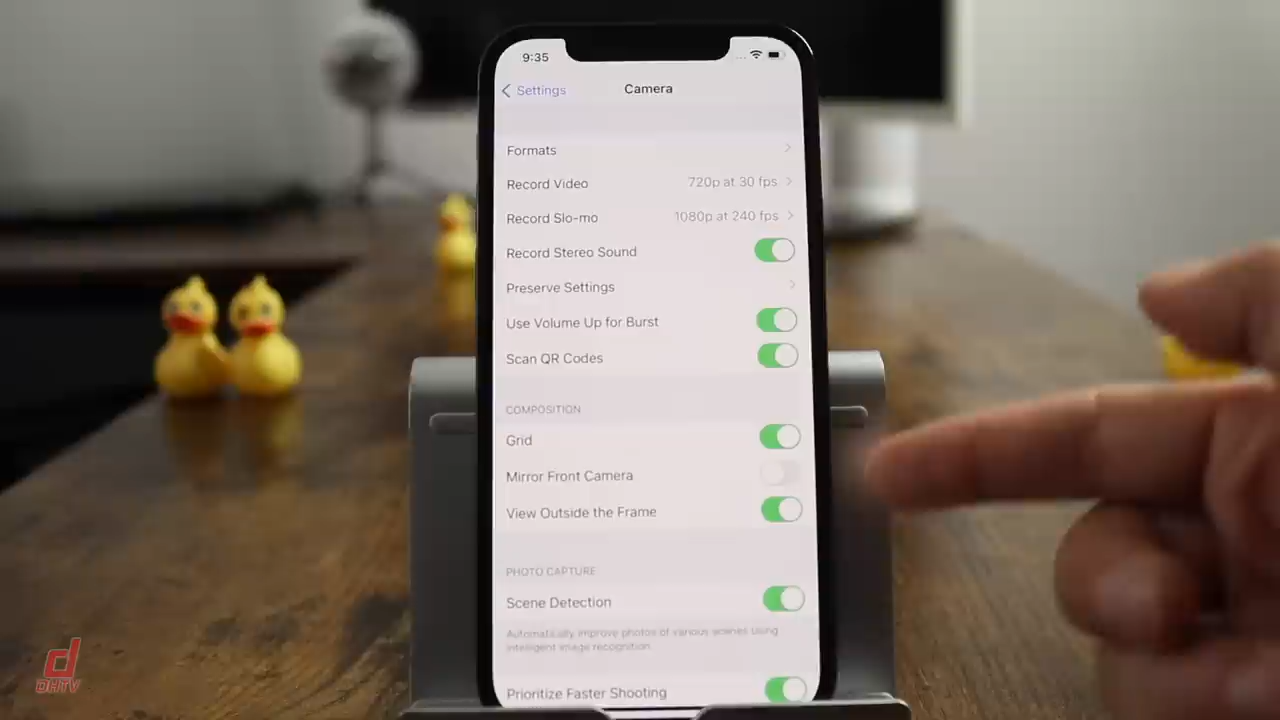 9:35
Settings
Camera
Formats
Record Video 720p at 30 fps
Record Slo-mo 1080p at 240 fps
Record Stereo Sound
Preserve Settings
Use Volume Up for Burst
Scan QR Codes
COMPOSITION
Grid
Mirror Front Camera
View Outside the Frame
PHOTO CAPTURE
Scene Detection
Automatically improve photos of various scenes using
intelligent image recognition.
Prioritize Faster Shooting
d
DHTV